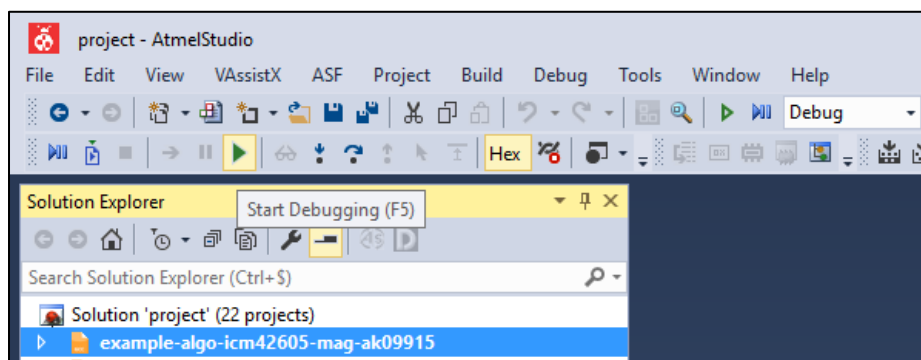 project - AtmelStudio
File Edit View VAssistX ASF Project Build Debug Tools Window Help
Debug
Hex
Solution Explorer
Start Debugging (F5)
Search Solution Explorer (Ctrl+$)
Solution 'project' (22 projects)
example-algo-icm42605-mag-ak09915